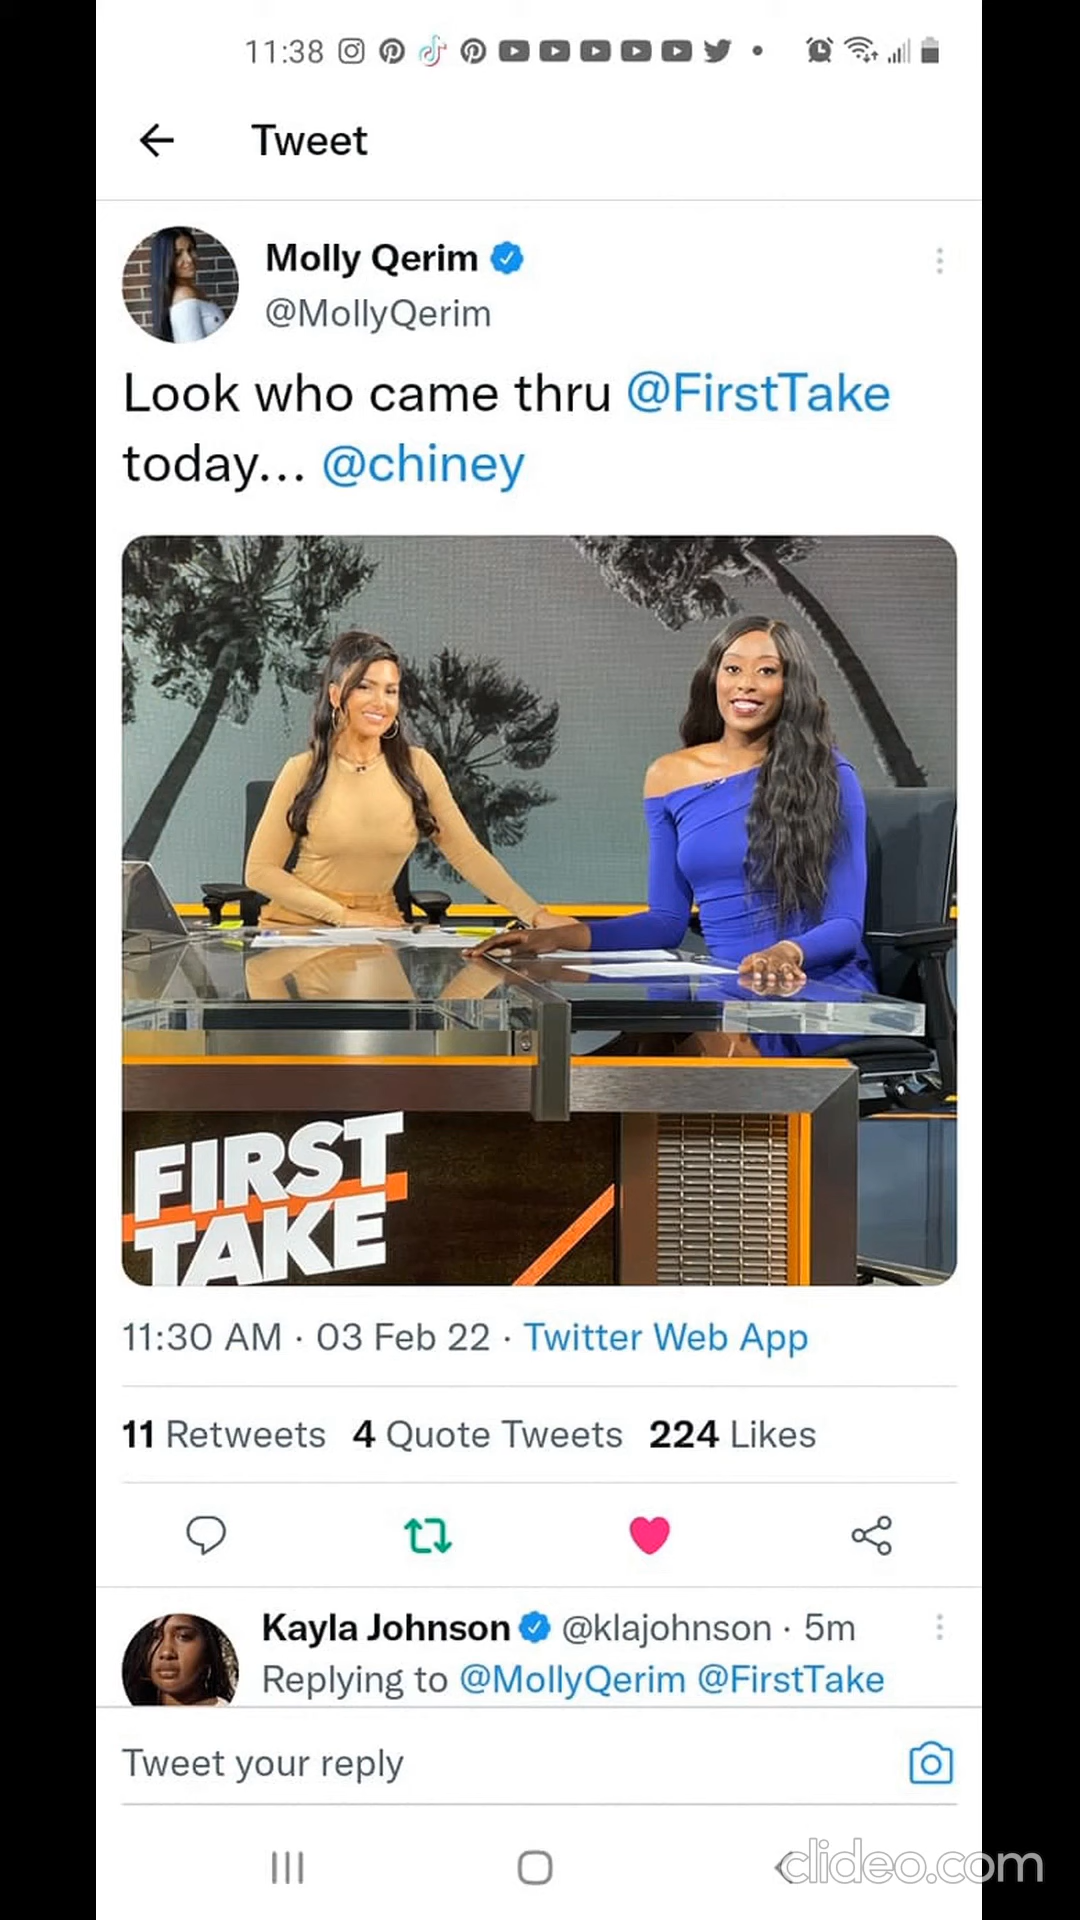 11:38
Tweet
Molly Qerim
@MollyQerim
Look who came thru @FirstTake
today... @chiney
FIRST
TAKE
11:30 AM · 03 Feb 22 · Twitter Web App
11 Retweets 4 Quote Tweets 224 Likes
Kayla Johnson @klajohnson · 5m
Replying to @MollyQerim @FirstTake
Tweet your reply
clideo.com